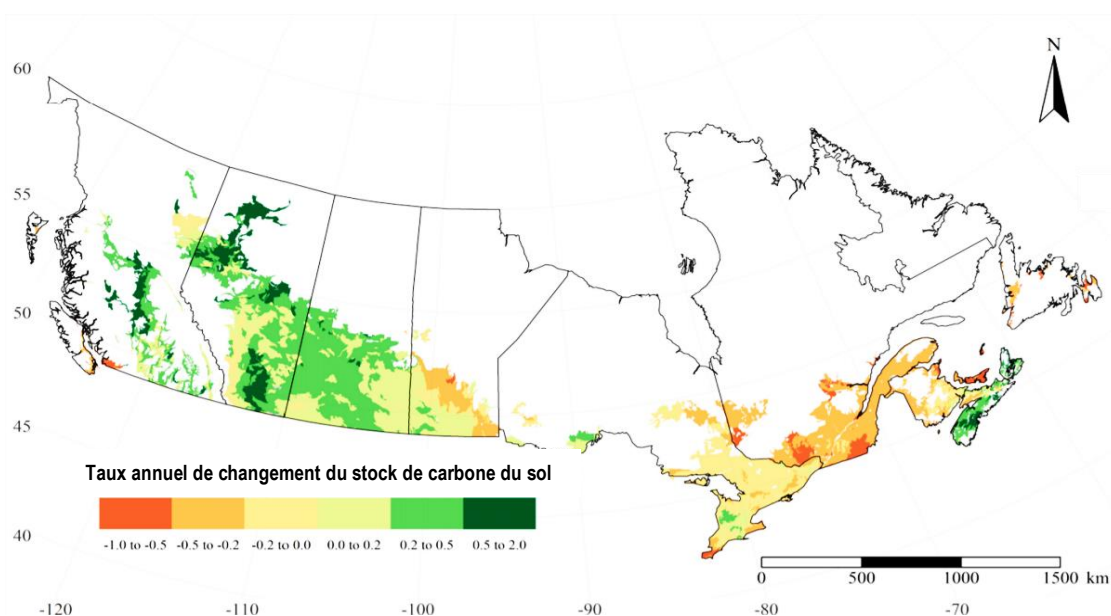 N
60
55
50
45
40
Taux annuel de changement du stock de carbone du sol
-1.0 to -0.5 -0.5 to -0.2 -0.2 to 0.0 0.0 to 0.2 0.2 to 0.5 0.5 to 2.0
0 500 1000 1500 km
-120 -110 -100 -90 -80 -70